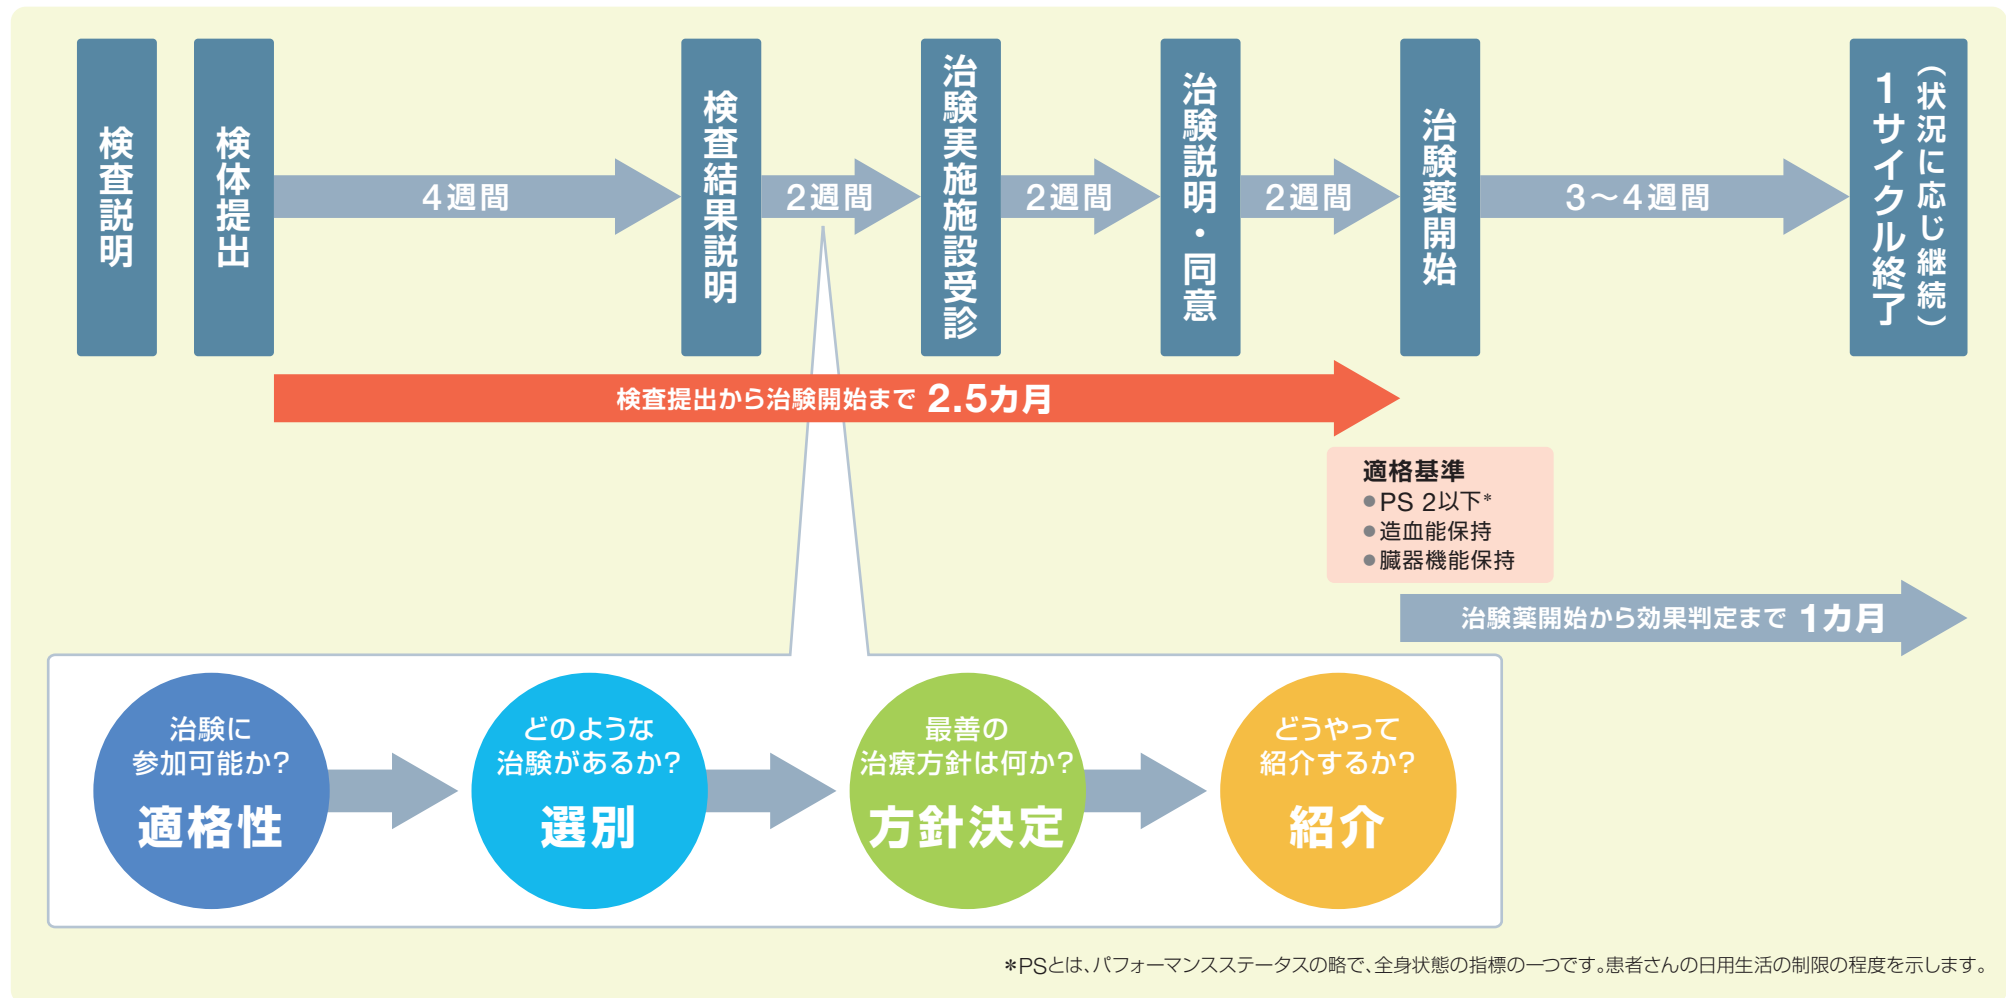 検査説明
検体提出
4週間
検査結果説明
2週間
治験実施施設受診
2週間
治験説明・同意
2週間
治験薬開始
3〜4週間
1サイクル終了
（状況に応じ継続）
検査提出から治験開始まで 2.5カ月
適格基準
●PS 2以下*
●造血能保持
●臓器機能保持
治験薬開始から効果判定まで 1カ月
治験に
参加可能か?
適格性
どのような
治験があるか?
選別
最善の
治療方針は何か?
方針決定
どうやって
紹介するか?
紹介
*PSとは、パフォーマンスステータスの略で、全身状態の指標の一つです。患者さんの日用生活の制限の程度を示します。